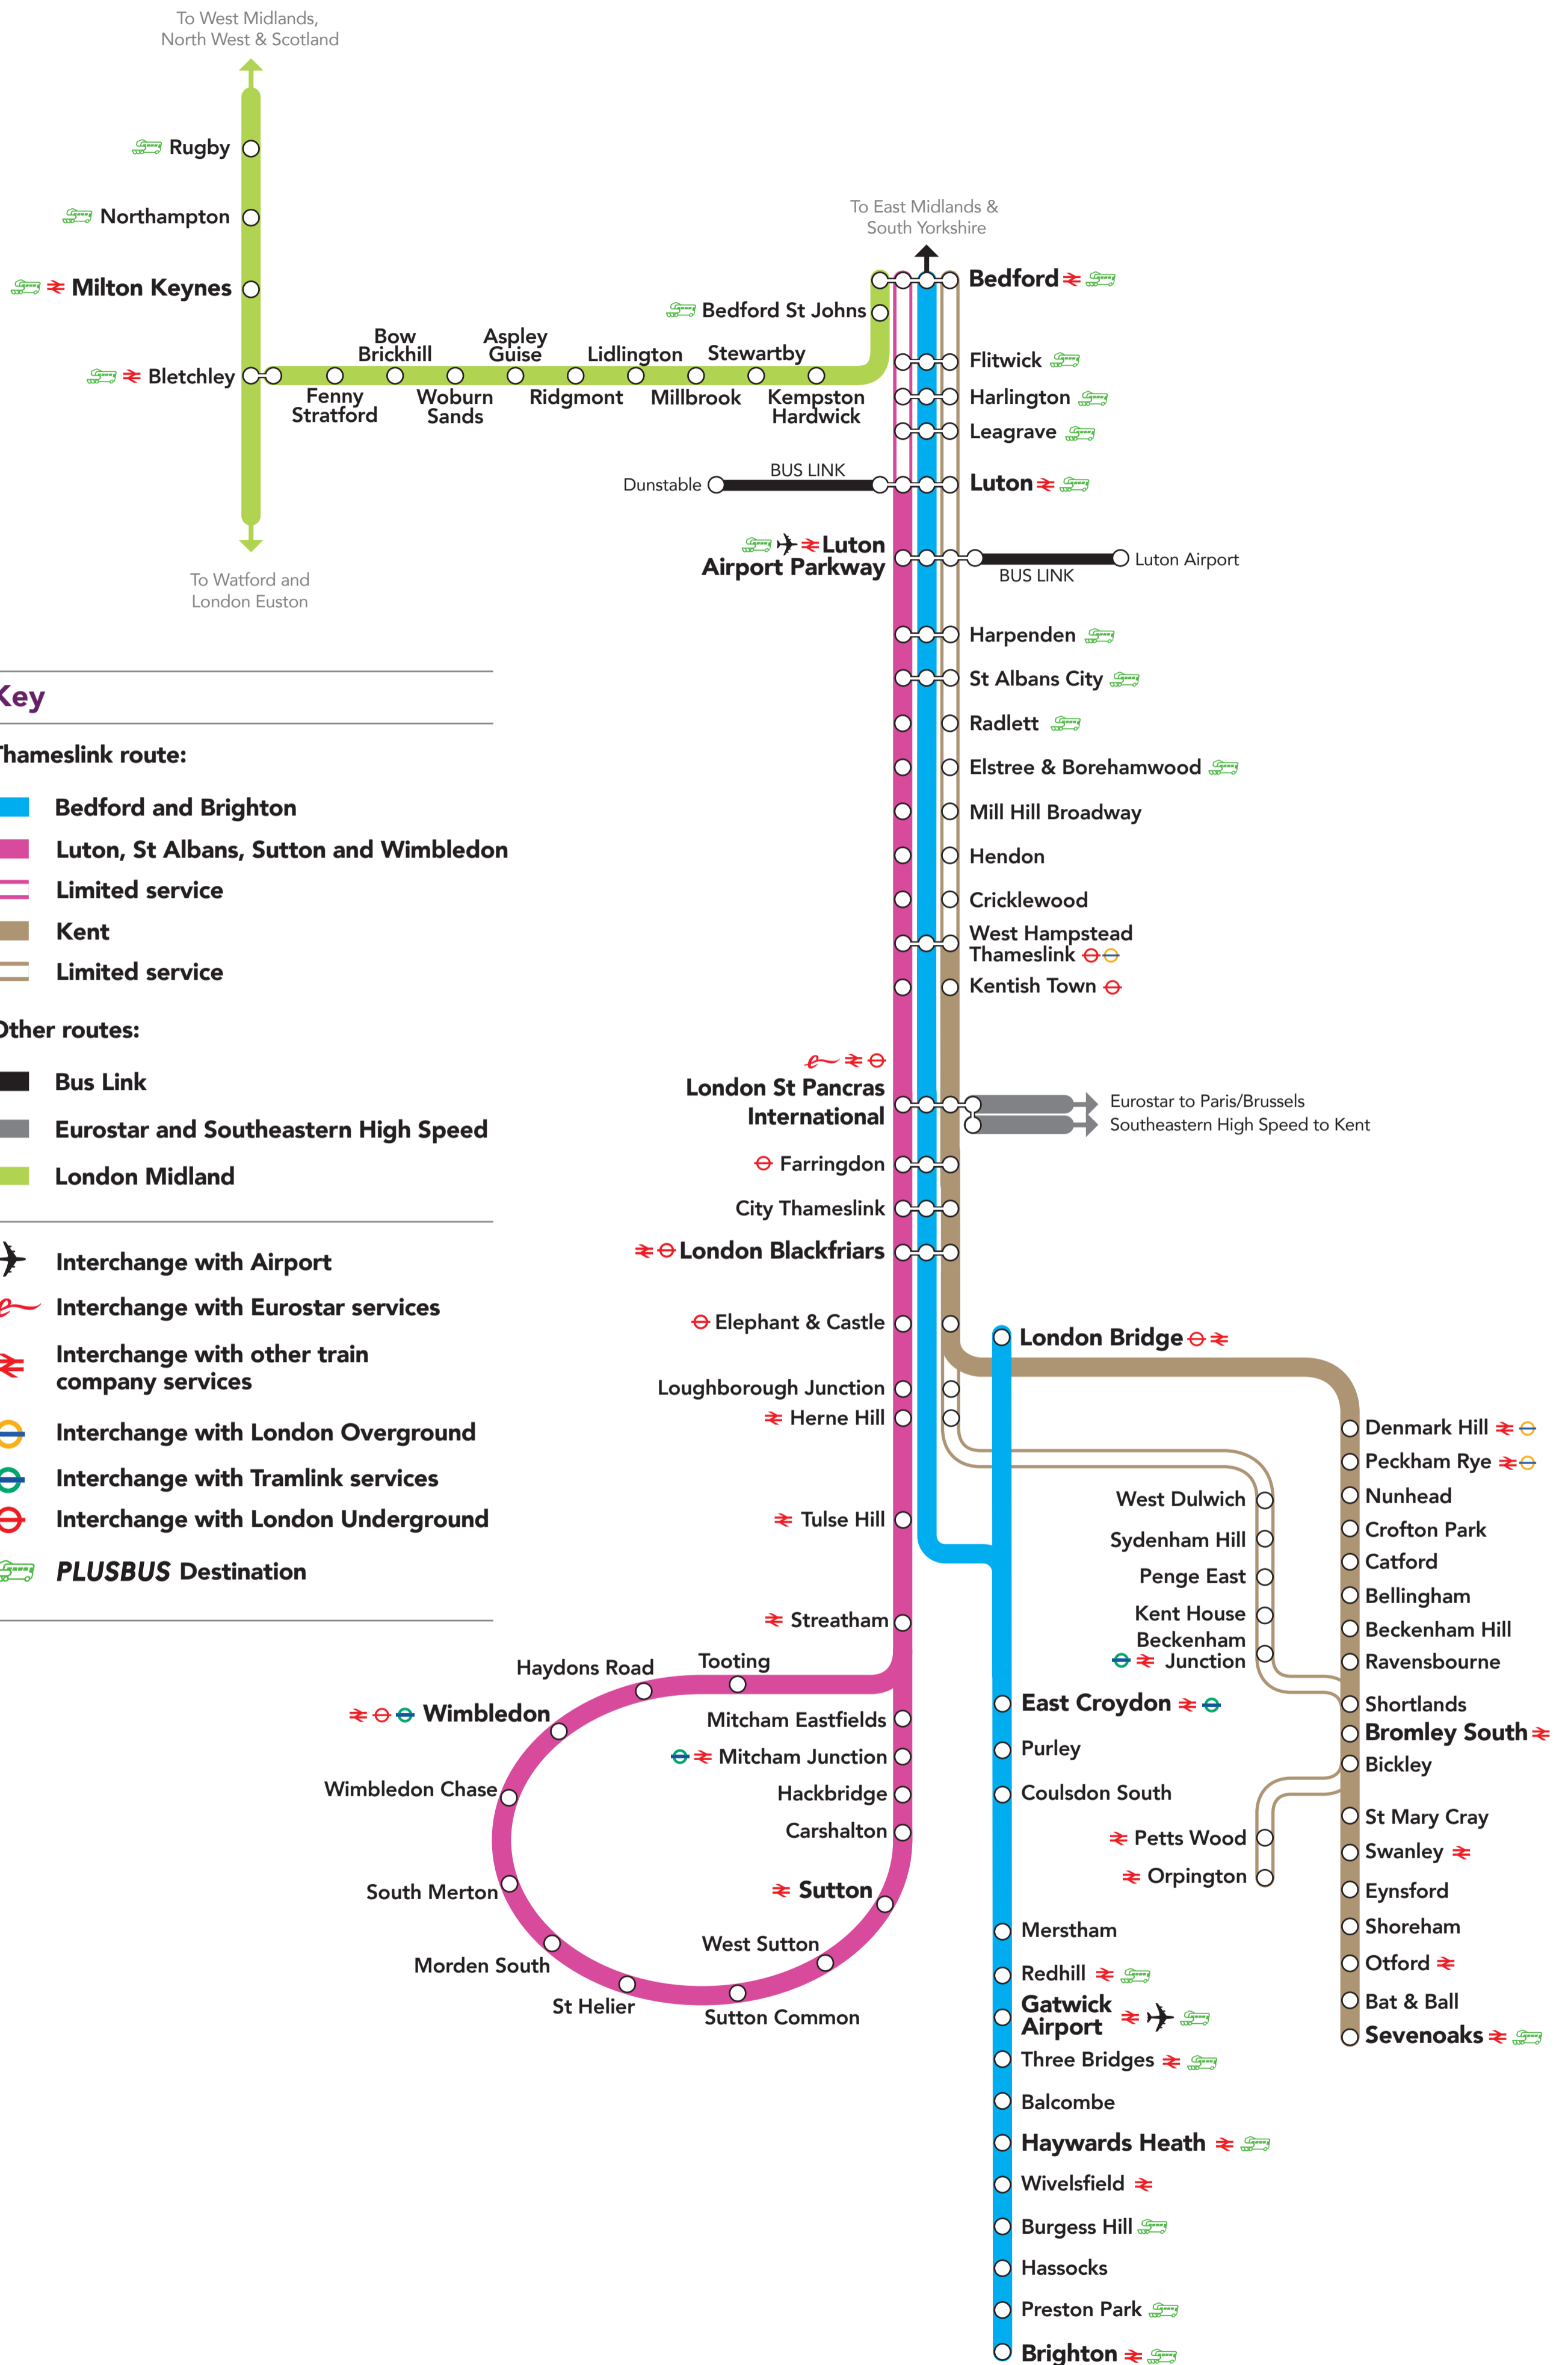 To West Midlands,
North West & Scotland
Rugby
Northampton
Milton Keynes
Bletchley
Fenny
Stratford
Bow
Brickhill
Woburn
Sands
Aspley
Guise
Ridgmont
Lidlington
Millbrook
Stewartby
Kempston
Hardwick
Bedford St Johns
To Watford and
London Euston
To East Midlands &
South Yorkshire
Bedford
Flitwick
Harlington
Leagrave
Dunstable
BUS LINK
Luton
Luton
Airport Parkway
BUS LINK
Luton Airport
Harpenden
St Albans City
Radlett
Elstree & Borehamwood
Mill Hill Broadway
Hendon
Cricklewood
West Hampstead
Thameslink
Kentish Town
London St Pancras
International
Eurostar to Paris/Brussels
Southeastern High Speed to Kent
Farringdon
City Thameslink
London Blackfriars
Elephant & Castle
London Bridge
Loughborough Junction
Herne Hill
Tulse Hill
Streatham
Tooting
Haydons Road
Wimbledon
Wimbledon Chase
South Merton
Morden South
St Helier
Sutton Common
West Sutton
Sutton
Carshalton
Hackbridge
Mitcham Junction
Mitcham Eastfields
West Dulwich
Sydenham Hill
Penge East
Kent House
Beckenham
Junction
Petts Wood
Orpington
Denmark Hill
Peckham Rye
Nunhead
Crofton Park
Catford
Bellingham
Beckenham Hill
Ravensbourne
Shortlands
Bromley South
Bickley
St Mary Cray
Swanley
Eynsford
Shoreham
Otford
Bat & Ball
Sevenoaks
East Croydon
Purley
Coulsdon South
Merstham
Redhill
Gatwick
Airport
Three Bridges
Balcombe
Haywards Heath
Wivelsfield
Burgess Hill
Hassocks
Preston Park
Brighton
Key
Thameslink route:
Bedford and Brighton
Luton, St Albans, Sutton and Wimbledon
Limited service
Kent
Limited service
Other routes:
Bus Link
Eurostar and Southeastern High Speed
London Midland
Interchange with Airport
Interchange with Eurostar services
Interchange with other train
company services
Interchange with London Overground
Interchange with Tramlink services
Interchange with London Underground
PLUSBUS Destination